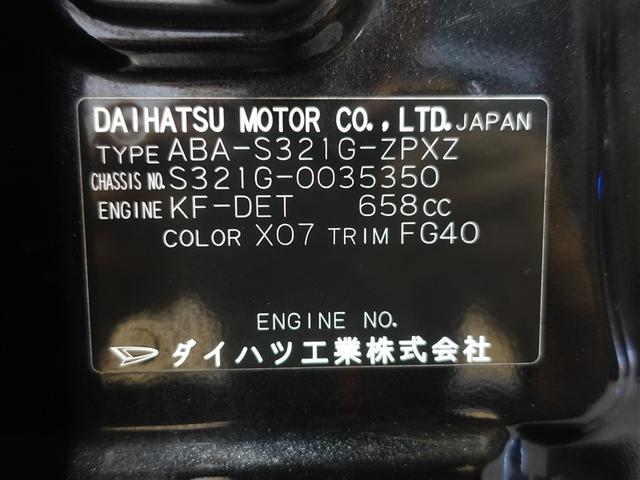 DAIHATSU MOTOR CO., LTD. JAPAN
TYPE ABA-S321G-ZPXZ
CHASSIS NO. S321G-0035350
ENGINE KF-DET 658CC
COLOR X07 TRIM FG40
ENGINE NO.
ダイハツ工業株式会社